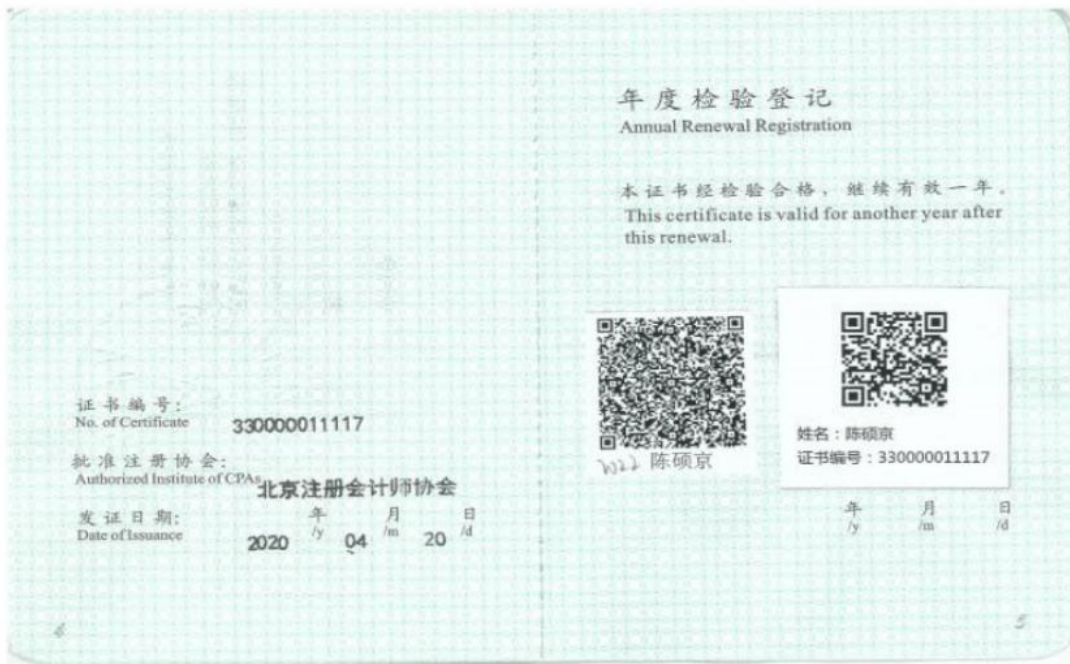 证书编号:
No. of Certificate
330000011117
批准注册协会:
Authorized Institute of CPAs
北京注册会计师协会
发证日期:
Date of Issuance
2020 年/y 04 月/m 20 日/d
6
年度检验登记
Annual Renewal Registration
本证书经检验合格，继续有效一年。
This certificate is valid for another year after
this renewal.
2022 陈硕京
姓名：陈硕京
证书编号：330000011117
年/y 月/m 日/d
5